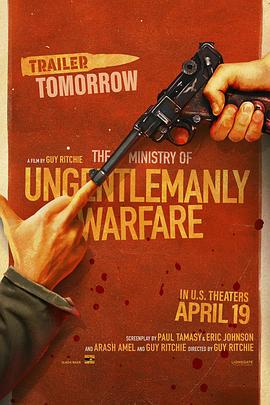 TRAILER
TOMORROW
A FILM BY GUY RITCHIE
THE MINISTRY OF
UNGENTLEMANLY
WARFARE
IN U.S. THEATERS
APRIL 19
SCREENPLAY BY PAUL TAMASY & ERIC JOHNSON
AND ARASH AMEL AND GUY RITCHIE DIRECTED BY GUY RITCHIE
LIONSGATE